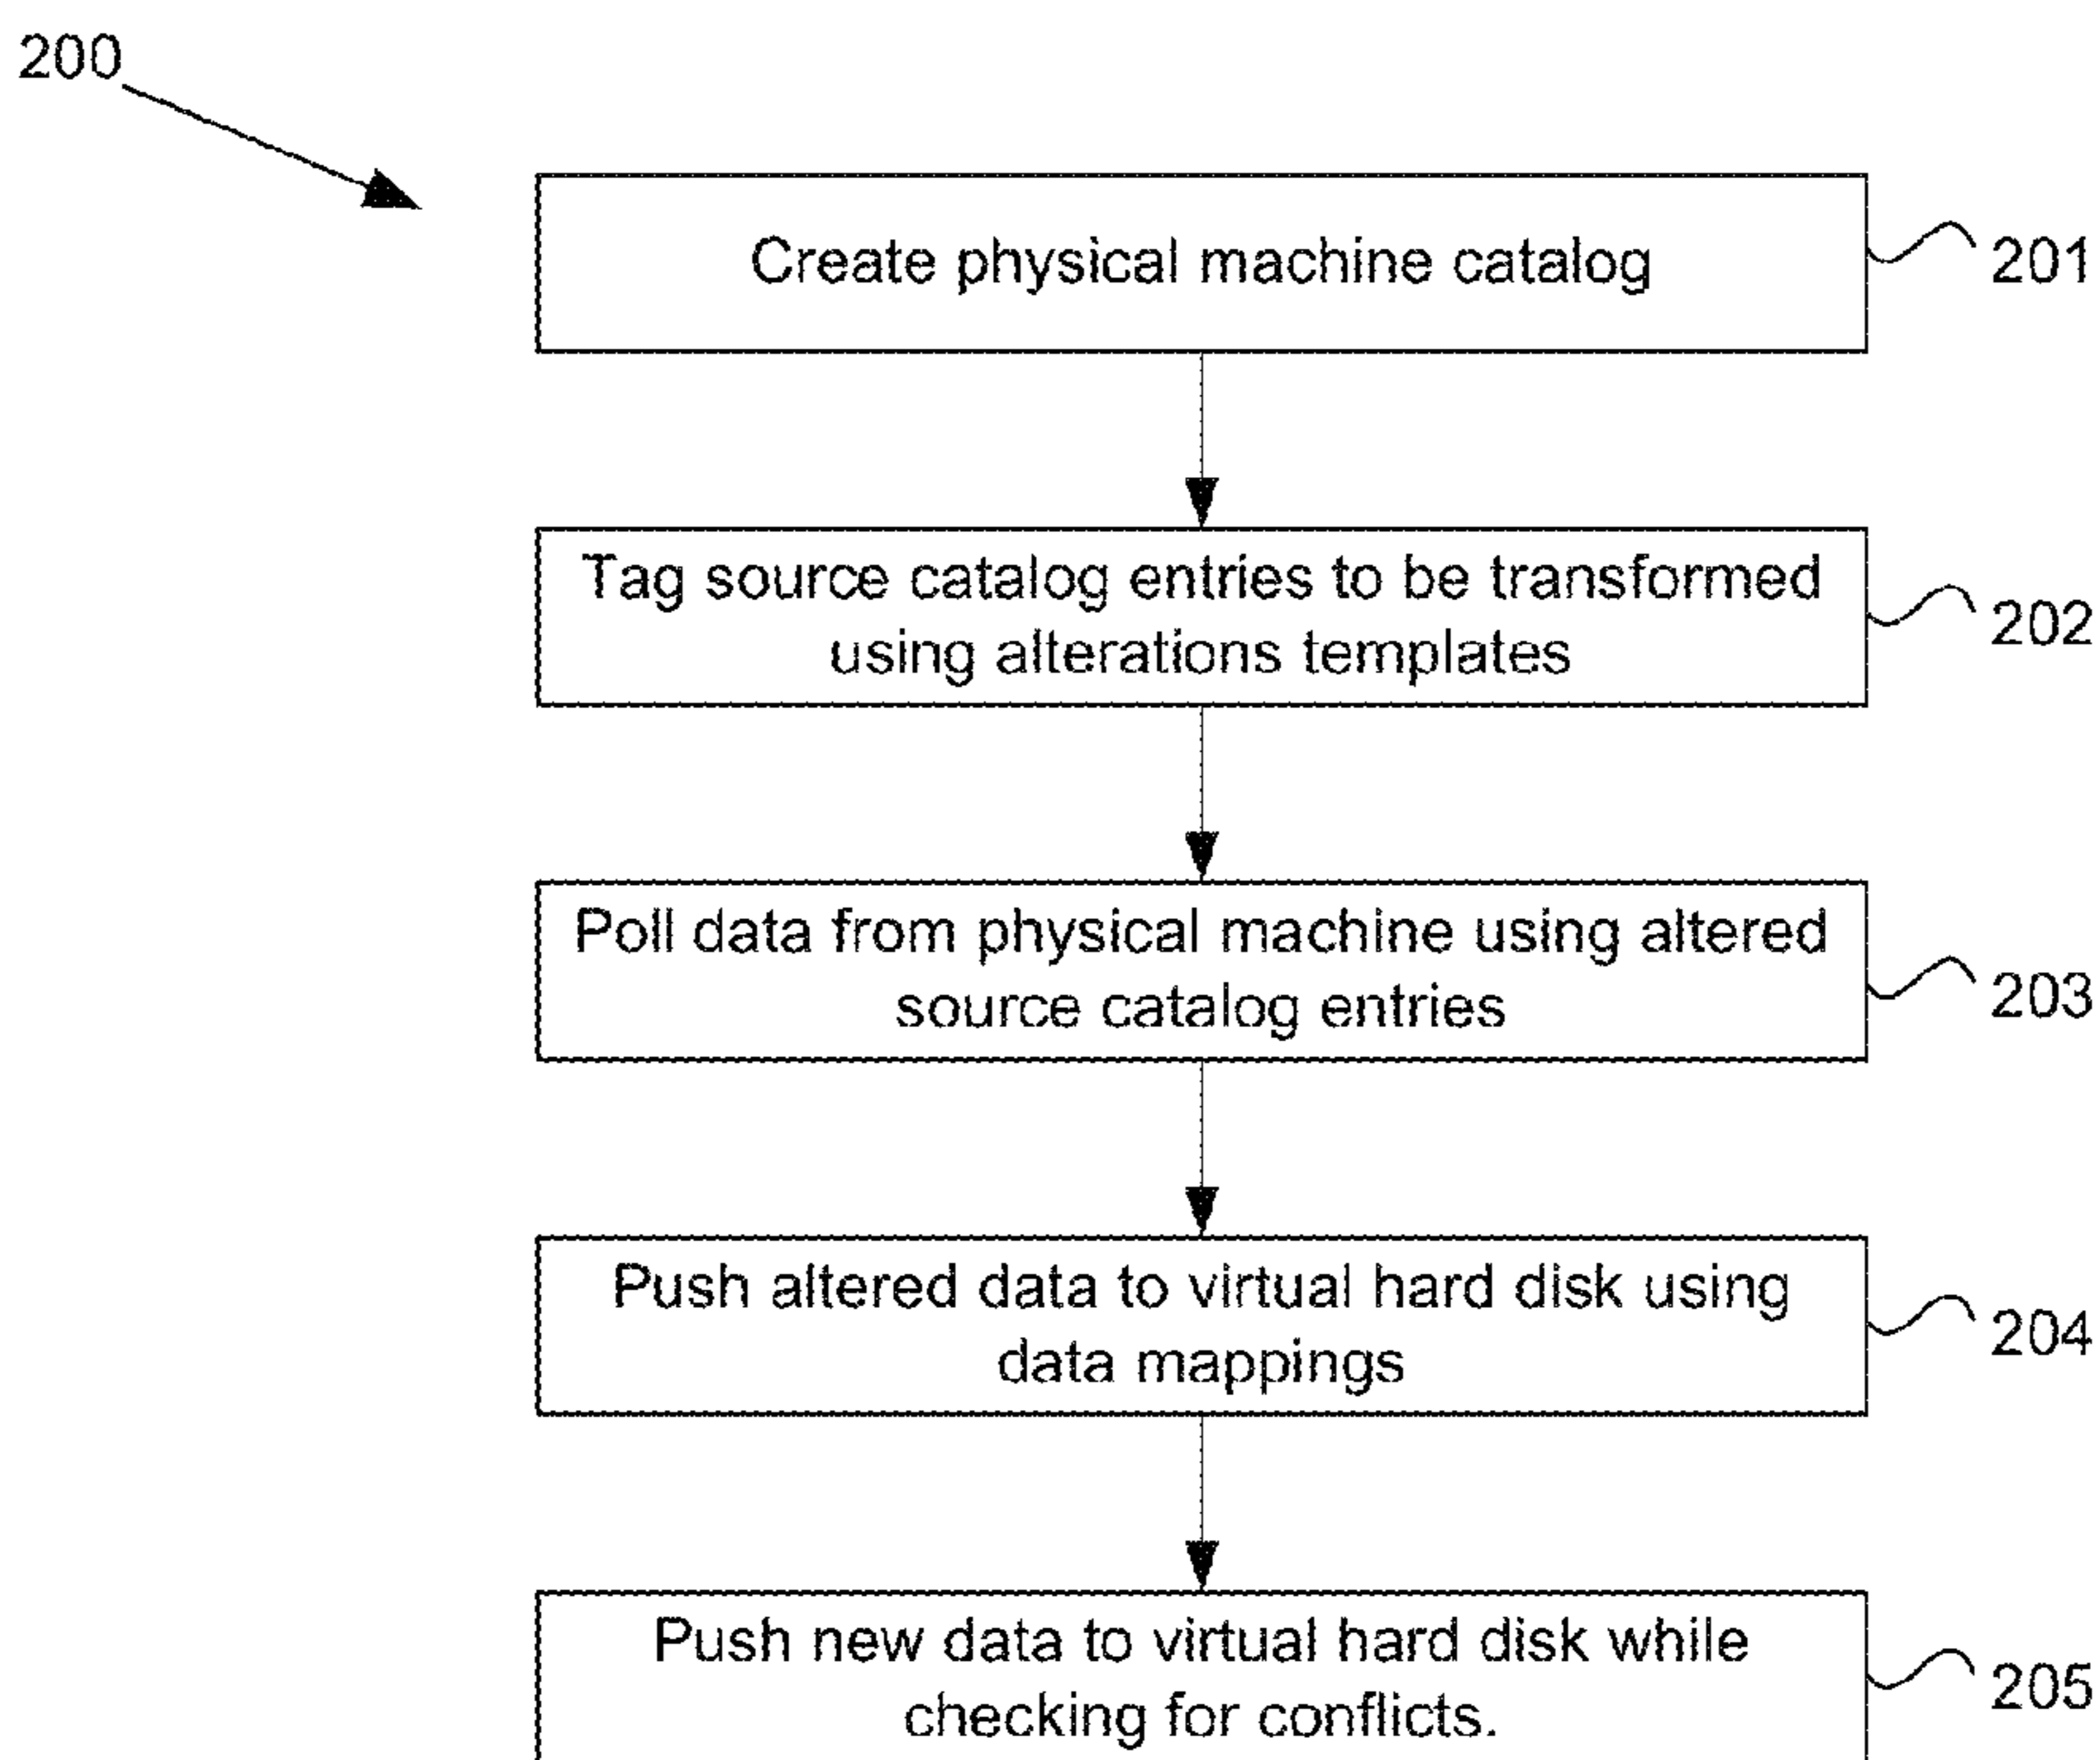 200
Create physical machine catalog
201
Tag source catalog entries to be transformed
using alterations templates
202
Poll data from physical machine using altered
source catalog entries
203
Push altered data to virtual hard disk using
data mappings
204
Push new data to virtual hard disk while
checking for conflicts.
205